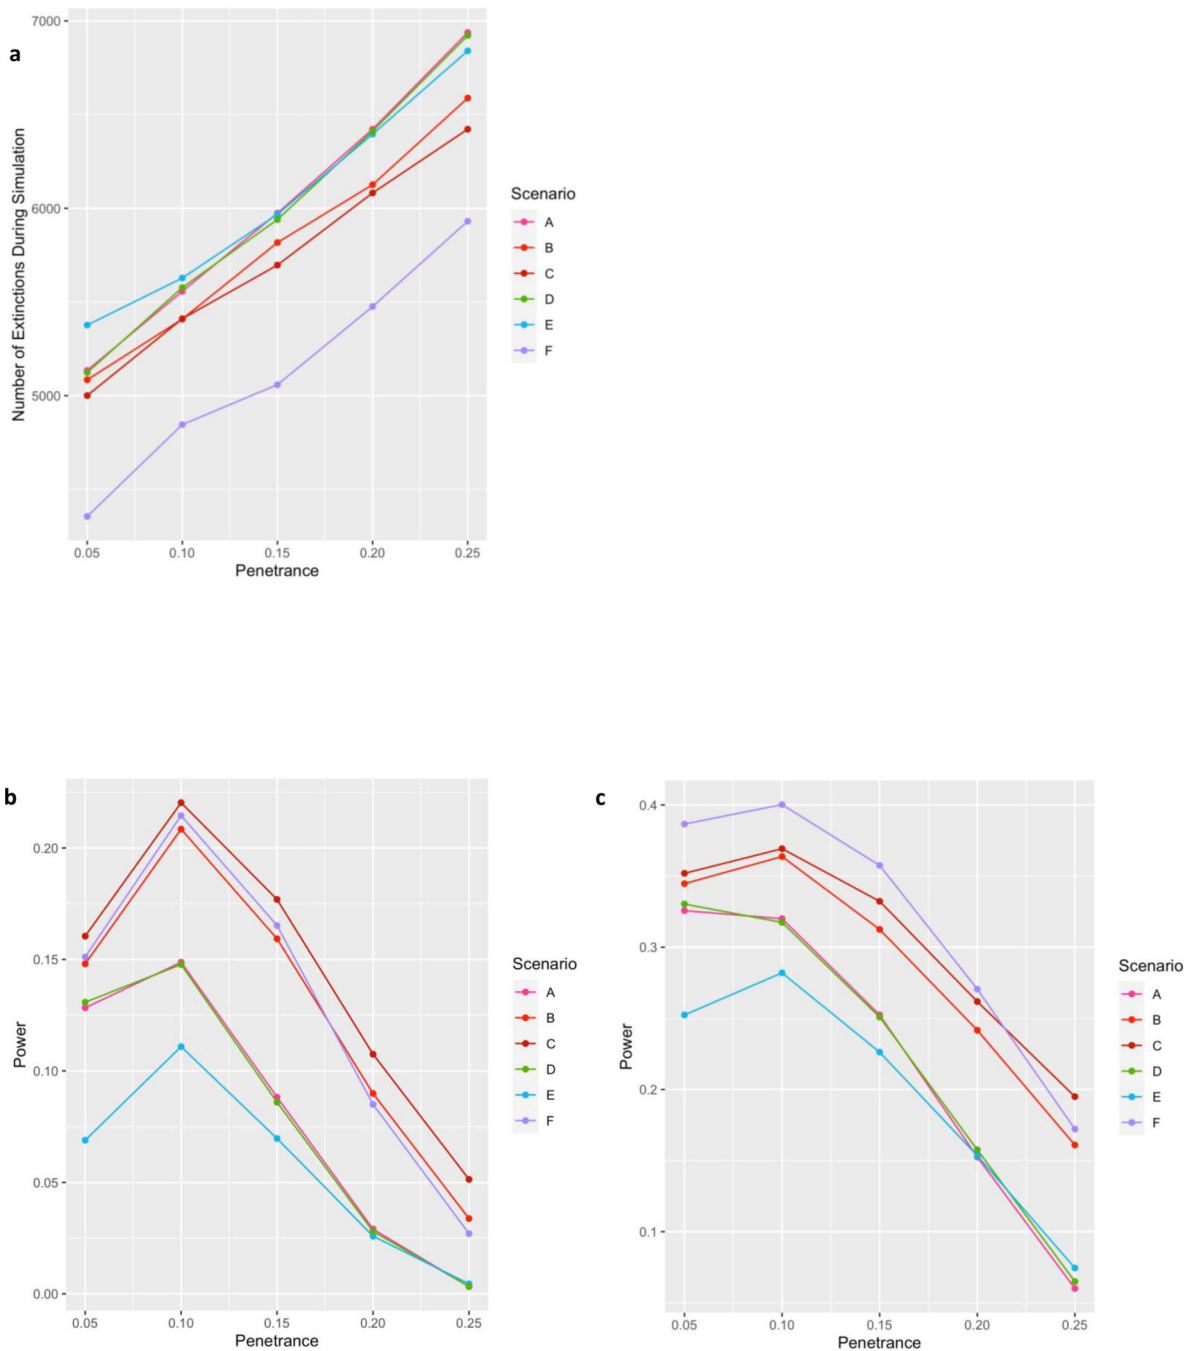 a
Number of Extinctions During Simulation
7000
6000
5000
0.05 0.10 0.15 0.20 0.25
Penetrance
Scenario
A
B
C
D
E
F
b
Power
0.20
0.15
0.10
0.05
0.00
0.05 0.10 0.15 0.20 0.25
Penetrance
Scenario
A
B
C
D
E
F
c
Power
0.4
0.3
0.2
0.1
0.05 0.10 0.15 0.20 0.25
Penetrance
Scenario
A
B
C
D
E
F